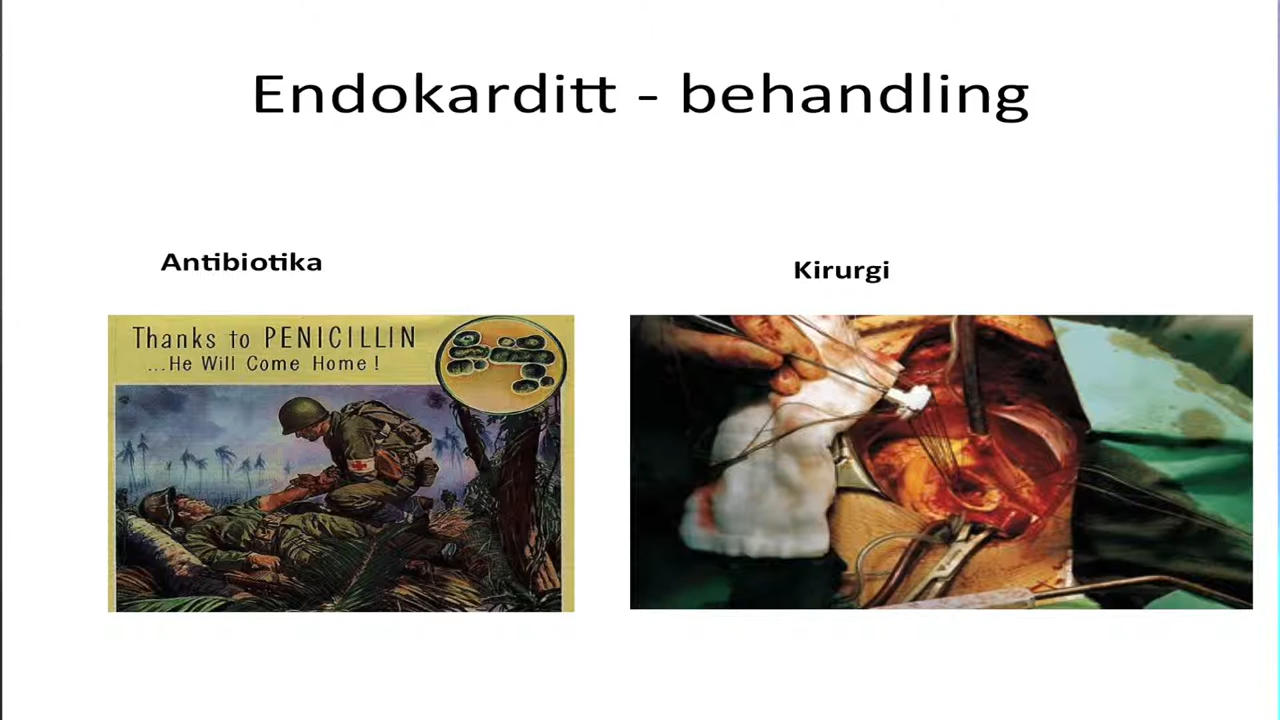 Endokarditt - behandling
Antibiotika
Kirurgi
Thanks to PENICILLIN
...He Will Come Home!